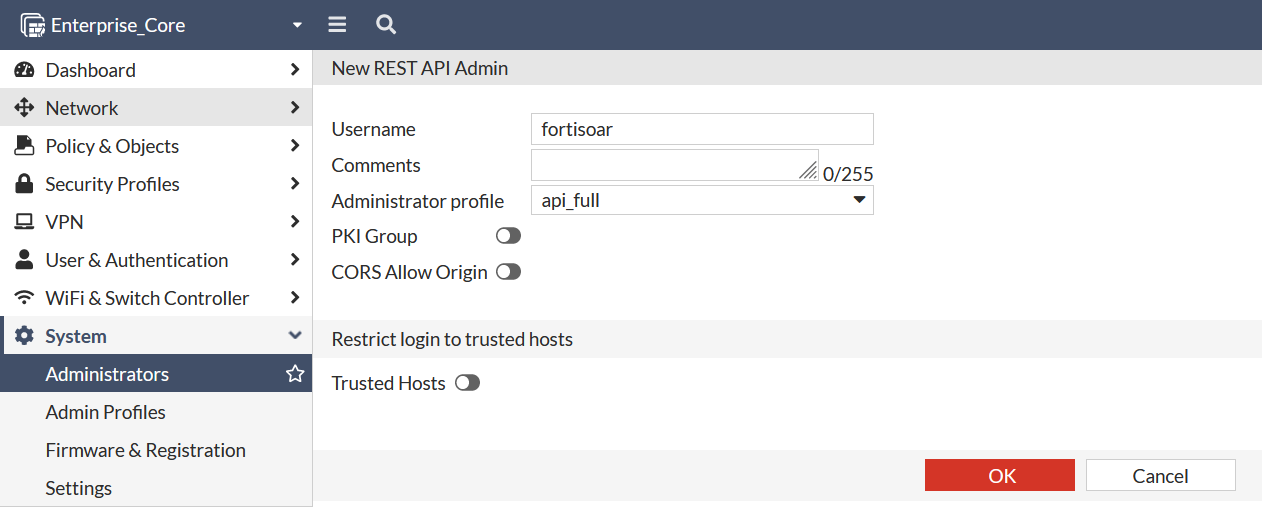 Enterprise_Core
Dashboard
Network
Policy & Objects
Security Profiles
VPN
User & Authentication
WiFi & Switch Controller
System
Administrators
Admin Profiles
Firmware & Registration
Settings
New REST API Admin
Username fortisoar
Comments 0/255
Administrator profile api_full
PKI Group
CORS Allow Origin
Restrict login to trusted hosts
Trusted Hosts
OK Cancel